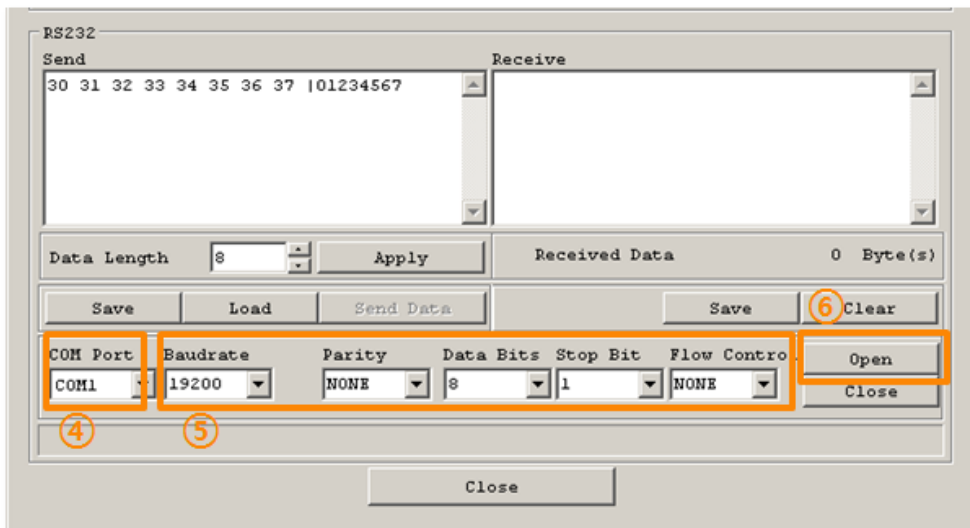 RS232
Send Receive
30 31 32 33 34 35 36 37 |01234567
Data Length 8 Apply Received Data 0 Byte(s)
Save Load Send Data Save ⑥ Clear
COM Port Baudrate Parity Data Bits Stop Bit Flow Contro Open
COM1 19200 NONE 8 1 NONE Close
④ ⑤
Close